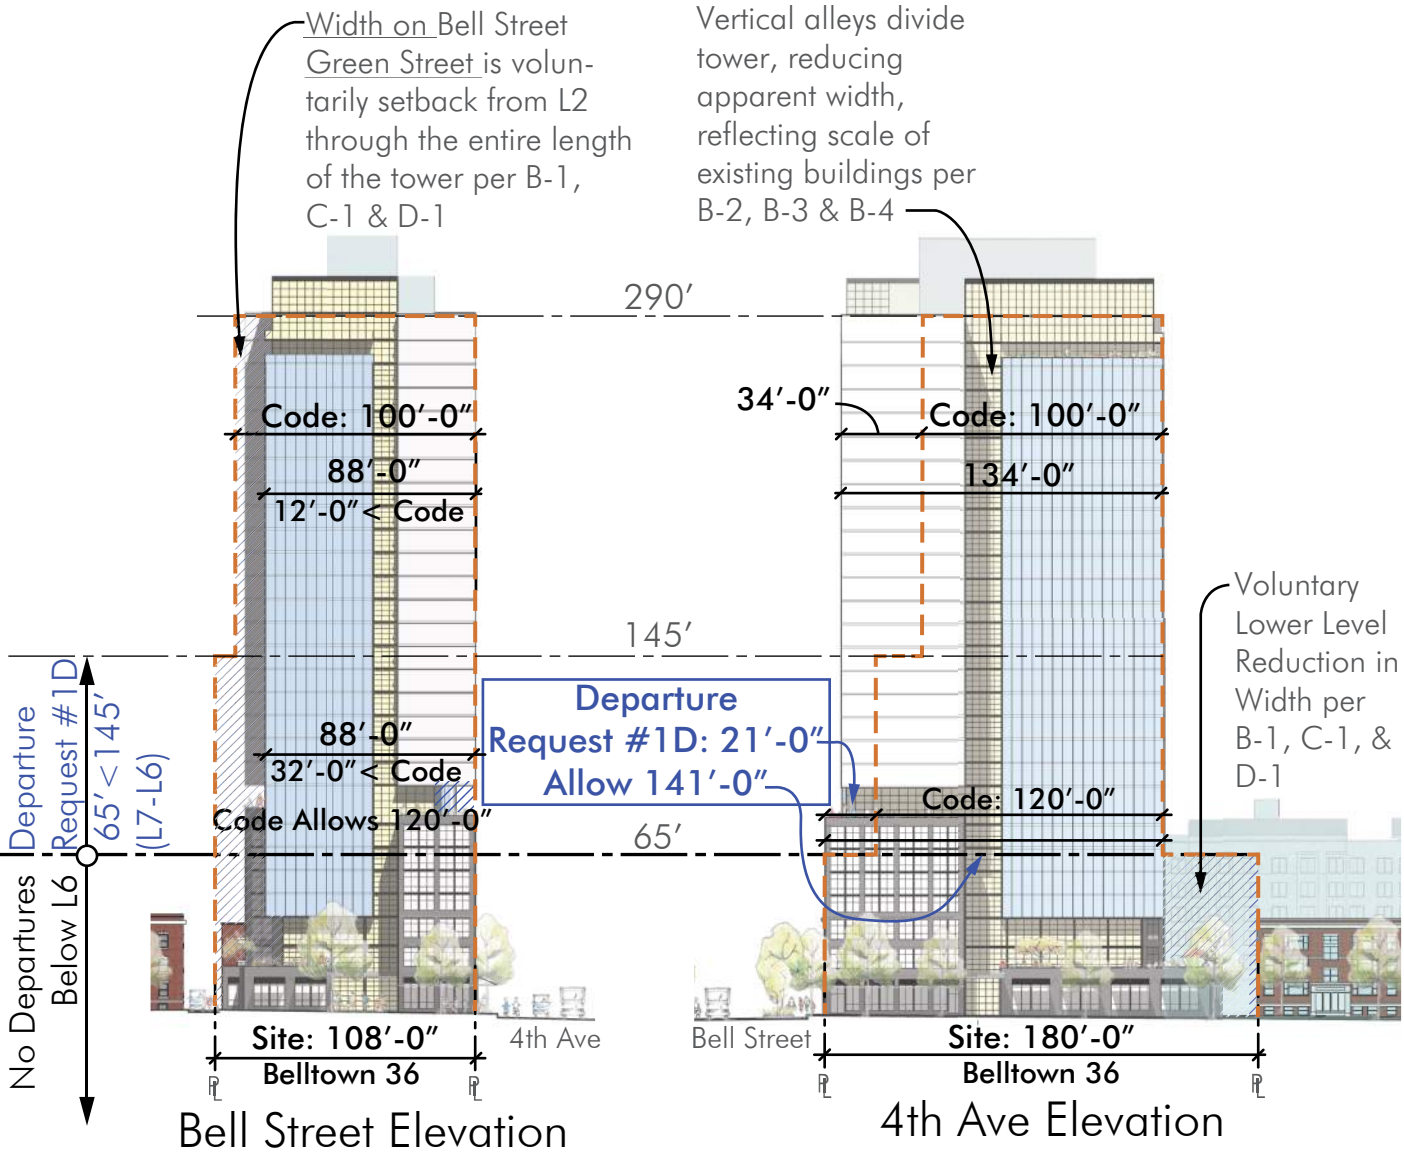 Width on Bell Street
Green Street is volun-
tarily setback from L2
through the entire length
of the tower per B-1,
C-1 & D-1
Vertical alleys divide
tower, reducing
apparent width,
reflecting scale of
existing buildings per
B-2, B-3 & B-4
290’
34’-0”
Code: 100’-0”
Code: 100’-0”
88’-0”
134’-0”
12’-0”< Code
Voluntary
Lower Level
Reduction in
Width per
B-1, C-1, &
D-1
145’
Departure
Request #1D
65’<145’
(L7-L6)
Departure
Request #1D: 21’-0”
Allow 141’-0”
88’-0”
32’-0”< Code
Code Allows 120’-0”
Code: 120’-0”
65’
No Departures
Below L6
Site: 108’-0”
Belltown 36
4th Ave
Bell Street
Site: 180’-0”
Belltown 36
PL
PL
PL
PL
Bell Street Elevation
4th Ave Elevation